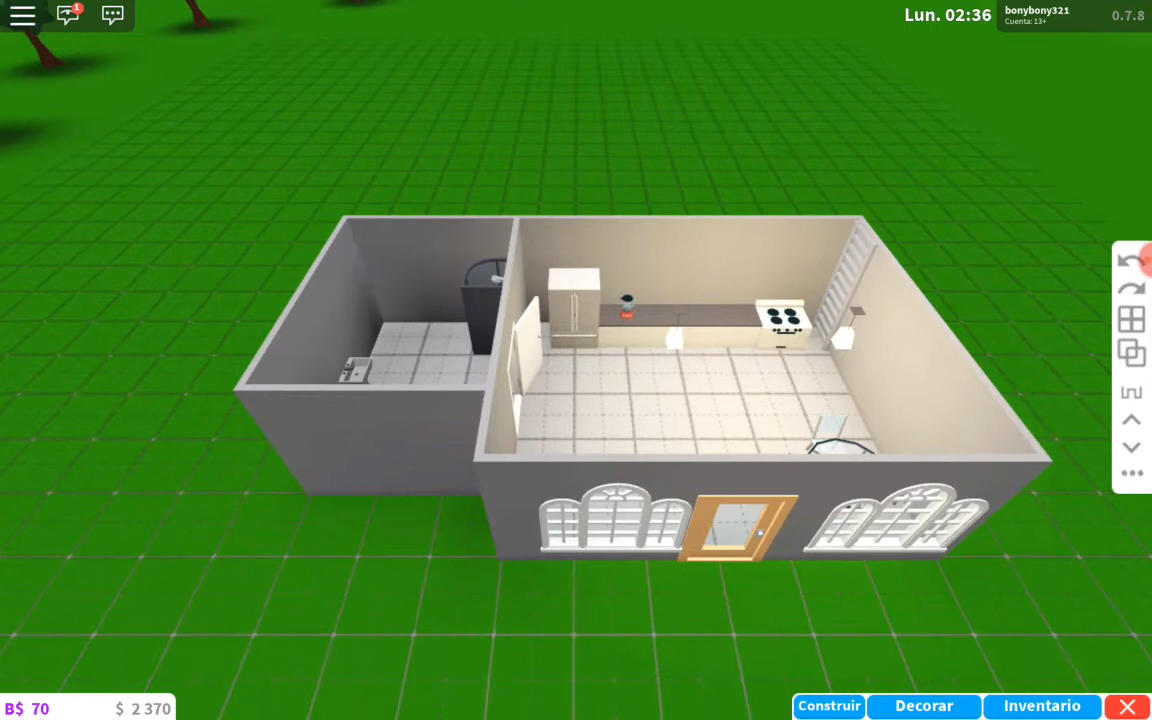 1
Lun. 02:36
bonybony321
Cuenta: 13+
0.7.8
B$ 70
$ 2 370
Construir
Decorar
Inventario